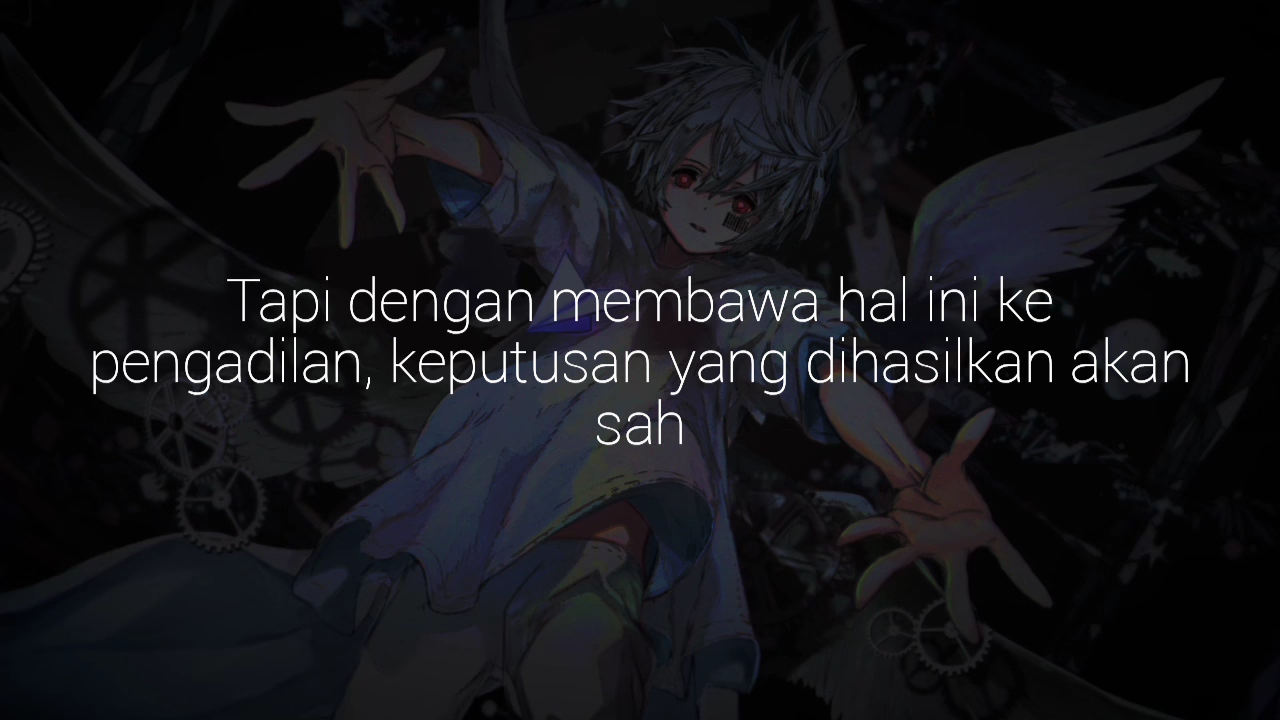 Tapi dengan membawa hal ini ke
pengadilan, keputusan yang dihasilkan akan
sah